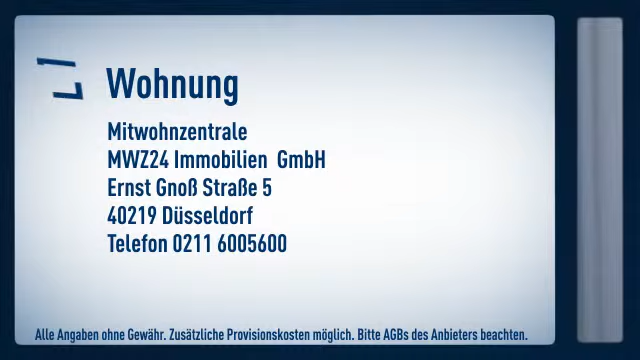 Wohnung
Mitwohnzentrale
MWZ24 Immobilien GmbH
Ernst Gnoß Straße 5
40219 Düsseldorf
Telefon 0211 6005600
Alle Angaben ohne Gewähr. Zusätzliche Provisionskosten möglich. Bitte AGBs des Anbieters beachten.